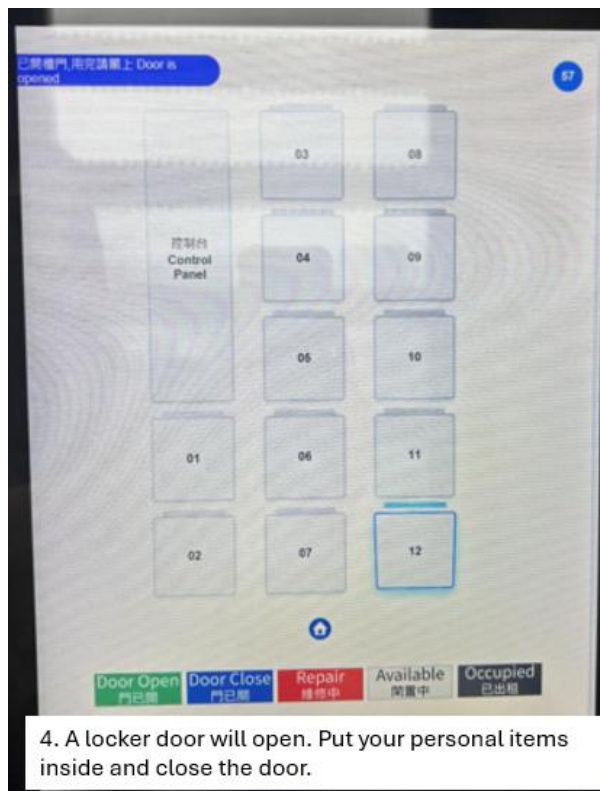 已開櫃門,用完請關上 Door is
opened
57
03 08
控制台
Control
Panel
04 09
05 10
01 06 11
02 07 12
Door Open Door Close Repair Available Occupied
門已開 門已關 維修中 閑置中 已出租
4. A locker door will open. Put your personal items
inside and close the door.